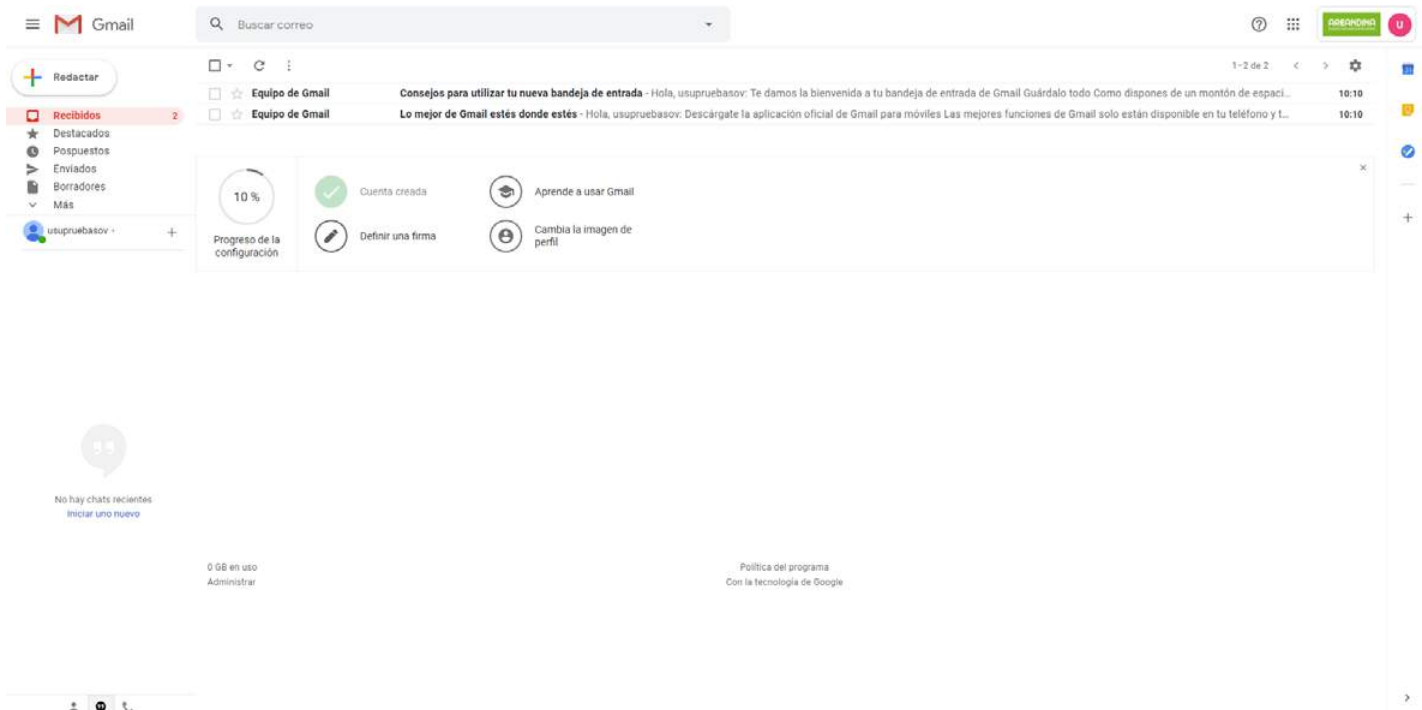 Gmail
Buscar correo
AREANDINA
U
Redactar
1-2 de 2
31
Equipo de Gmail Consejos para utilizar tu nueva bandeja de entrada - Hola, usupruebasov: Te damos la bienvenida a tu bandeja de entrada de Gmail Guárdalo todo Como dispones de un montón de espaci... 10:10
Recibidos 2
Equipo de Gmail Lo mejor de Gmail estés donde estés - Hola, usupruebasov: Descárgate la aplicación oficial de Gmail para móviles Las mejores funciones de Gmail solo están disponible en tu teléfono y t... 10:10
Destacados
Pospuestos
Enviados
Borradores
Más
usupruebasov
10 %
Progreso de la
configuración
Cuenta creada
Aprende a usar Gmail
Definir una firma
Cambia la imagen de
perfil
No hay chats recientes
Iniciar uno nuevo
0 GB en uso
Administrar
Política del programa
Con la tecnología de Google